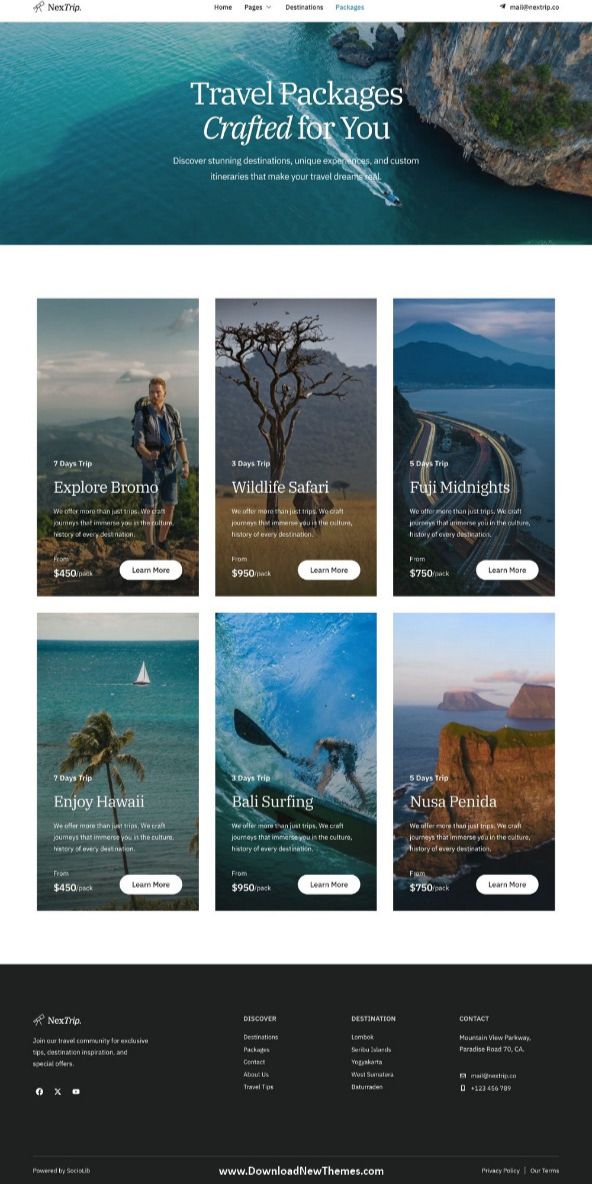 NexTrip.
Home Pages Destinations Packages
mail@nextrip.co
Travel Packages
Crafted for You
Discover stunning destinations, unique experiences, and custom
itineraries that make your travel dreams real.
7 Days Trip
Explore Bromo
We offer more than just trips. We craft
journeys that immerse you in the culture,
history of every destination.
From
$450/pack
Learn More
3 Days Trip
Wildlife Safari
We offer more than just trips. We craft
journeys that immerse you in the culture,
history of every destination.
From
$950/pack
Learn More
5 Days Trip
Fuji Midnights
We offer more than just trips. We craft
journeys that immerse you in the culture,
history of every destination.
From
$750/pack
Learn More
7 Days Trip
Enjoy Hawaii
We offer more than just trips. We craft
journeys that immerse you in the culture,
history of every destination.
From
$450/pack
Learn More
3 Days Trip
Bali Surfing
We offer more than just trips. We craft
journeys that immerse you in the culture,
history of every destination.
From
$950/pack
Learn More
5 Days Trip
Nusa Penida
We offer more than just trips. We craft
journeys that immerse you in the culture,
history of every destination.
From
$750/pack
Learn More
NexTrip.
Join our travel community for exclusive
tips, destination inspiration, and
special offers.
DISCOVER
Destinations
Packages
Contact
About Us
Travel Tips
DESTINATION
Lombok
Seribu Islands
Yogyakarta
West Sumatera
Baturraden
CONTACT
Mountain View Parkway,
Paradise Road 70, CA.
mail@nextrip.co
+123 456 789
Powered by SocioLib
www.DownloadNewThemes.com
Privacy Policy | Our Terms